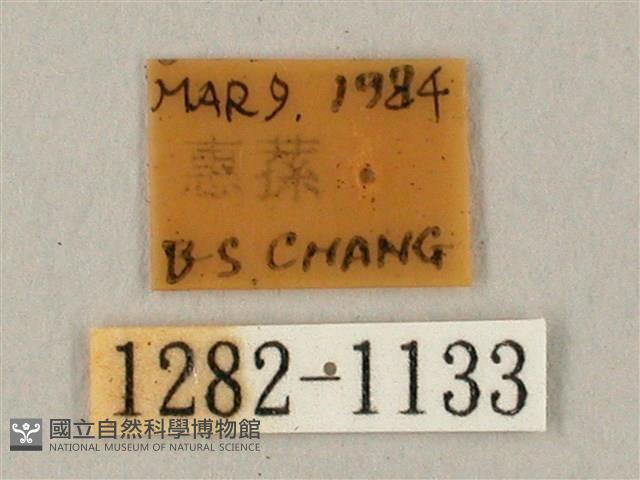 MAR 9. 1984
惠蓀
B-S CHANG
1282-1133
國立自然科學博物館
NATIONAL MUSEUM OF NATURAL SCIENCE